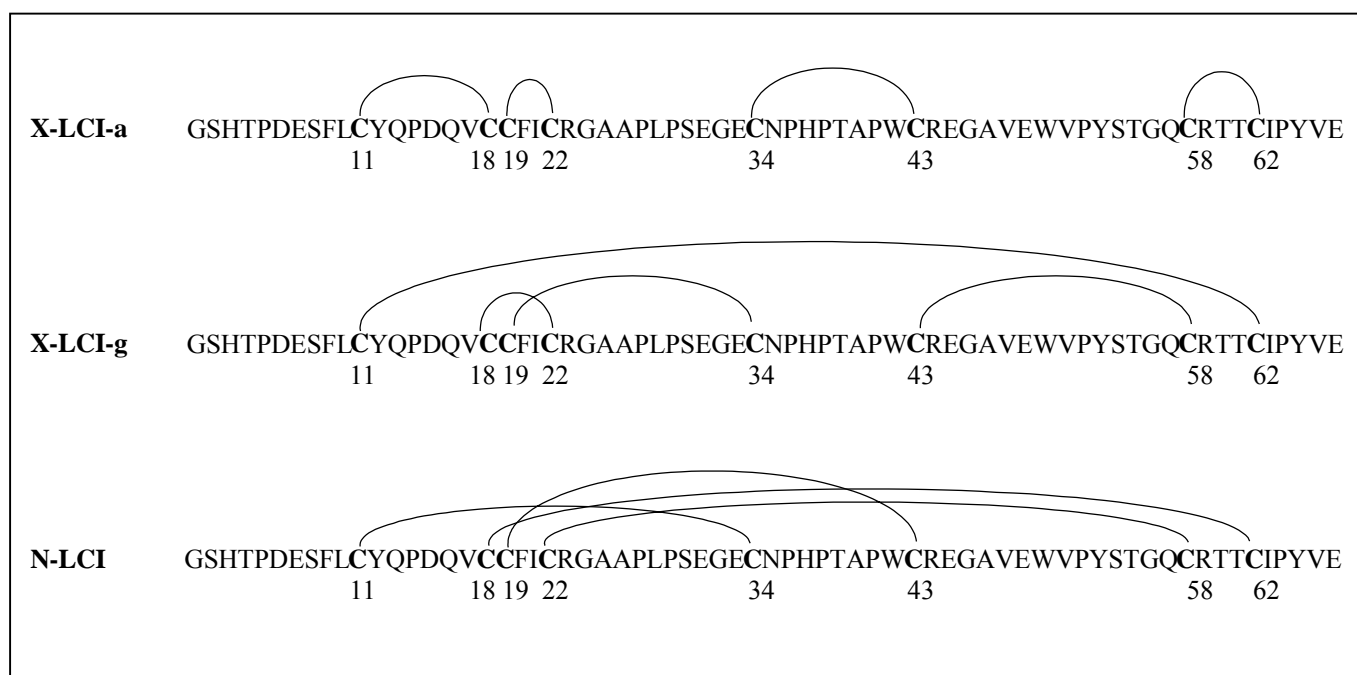 X-LCI-a GSHTPDESFLCYQPDQVCCFICRGAAPLPSEGECNPHPTAPWCREGAVEWVPYSTGQCRTTCIPYVE
11 18 19 22 34 43 58 62
X-LCI-g GSHTPDESFLCYQPDQVCCFICRGAAPLPSEGECNPHPTAPWCREGAVEWVPYSTGQCRTTCIPYVE
11 18 19 22 34 43 58 62
N-LCI GSHTPDESFLCYQPDQVCCFICRGAAPLPSEGECNPHPTAPWCREGAVEWVPYSTGQCRTTCIPYVE
11 18 19 22 34 43 58 62